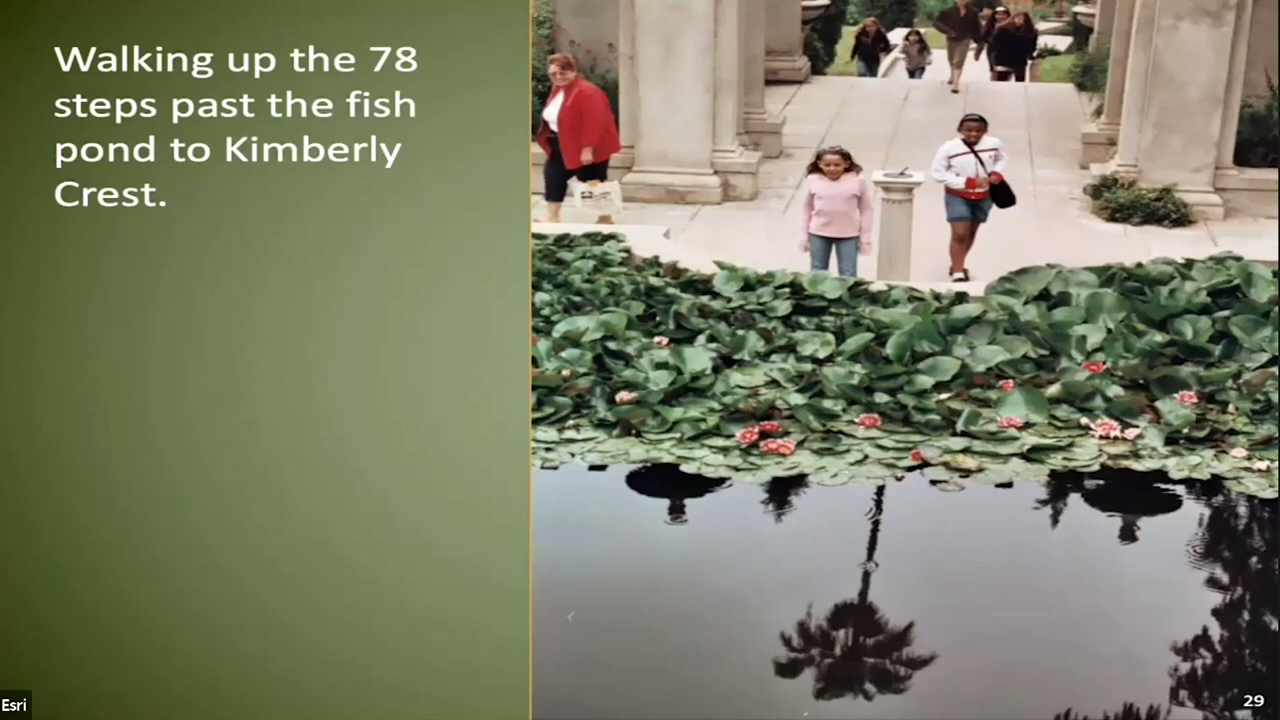 Walking up the 78
steps past the fish
pond to Kimberly
Crest.
Esri
29